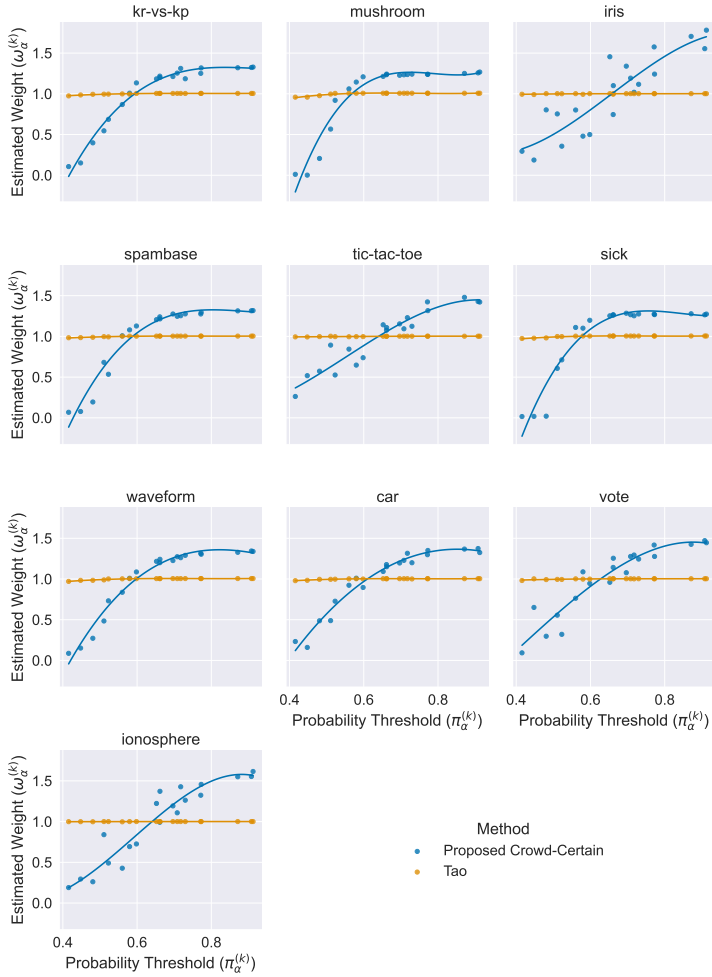 kr-vs-kp
mushroom
iris
1.5
1.0
0.5
0.0
Estimated Weight (ω_α^(k))
spambase
tic-tac-toe
sick
1.5
1.0
0.5
0.0
Estimated Weight (ω_α^(k))
waveform
car
vote
1.5
1.0
0.5
0.0
Estimated Weight (ω_α^(k))
0.4 0.6 0.8
Probability Threshold (π_α^(k))
0.4 0.6 0.8
Probability Threshold (π_α^(k))
ionosphere
1.5
1.0
0.5
0.0
Estimated Weight (ω_α^(k))
0.4 0.6 0.8
Probability Threshold (π_α^(k))
Method
Proposed Crowd-Certain
Tao